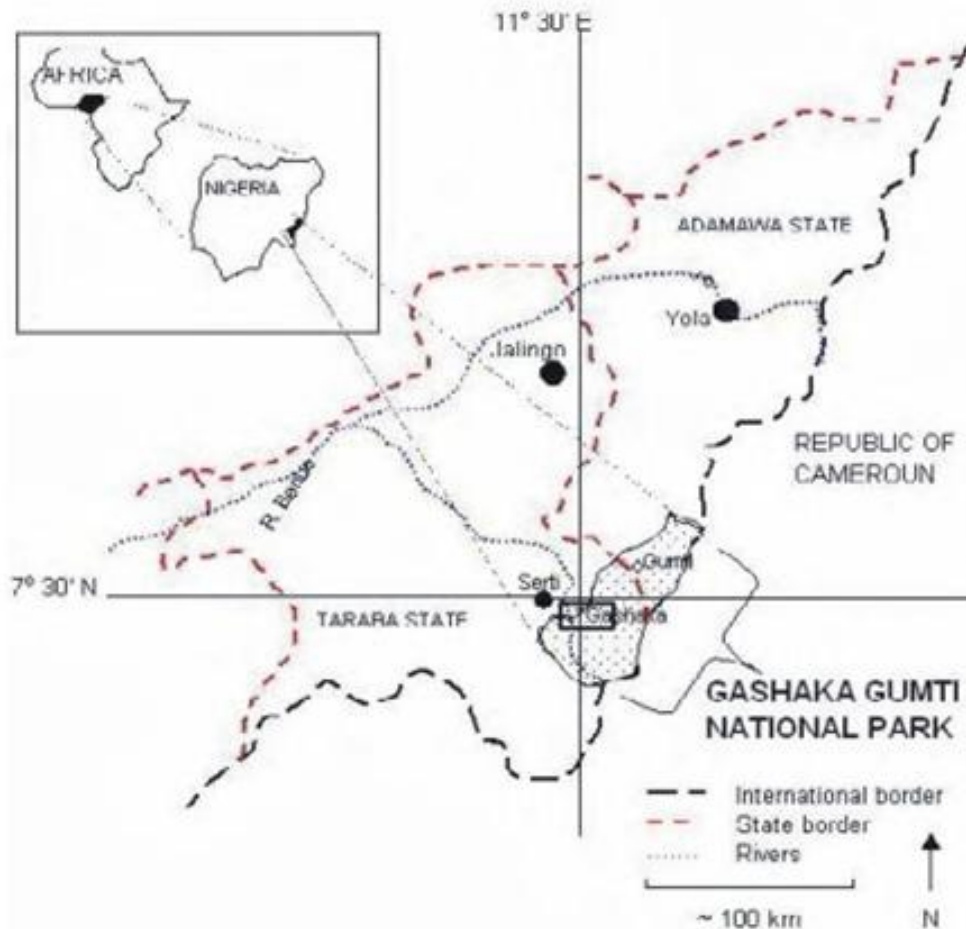 11° 30' E
AFRICA
NIGERIA
ADAMAWA STATE
Yola
Jalingo
REPUBLIC OF
CAMEROUN
R. Benue
Gumti
7° 30' N
Serti
Gashaka
TARABA STATE
GASHAKA GUMTI
NATIONAL PARK
International border
State border
Rivers
~ 100 km
N